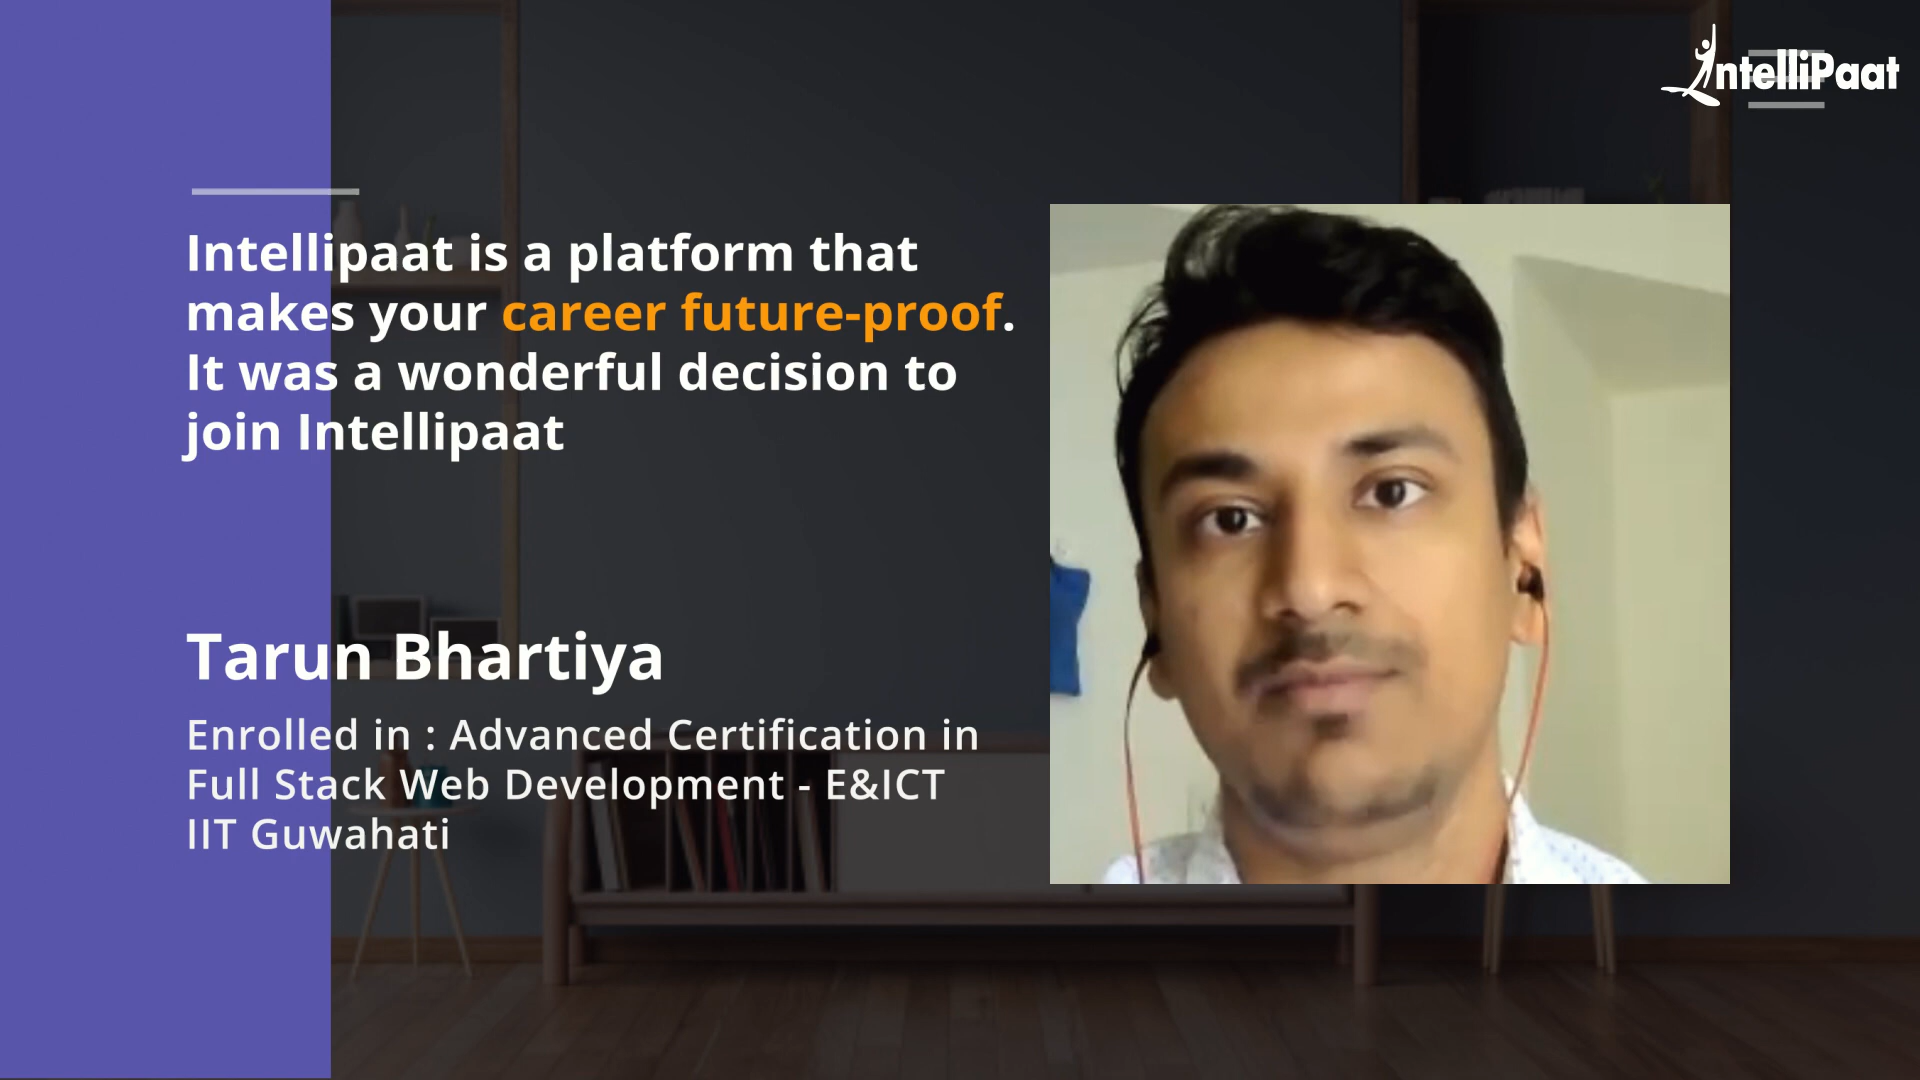 IntelliPaat
Intellipaat is a platform that
makes your career future-proof.
It was a wonderful decision to
join Intellipaat
Tarun Bhartiya
Enrolled in : Advanced Certification in
Full Stack Web Development - E&ICT
IIT Guwahati